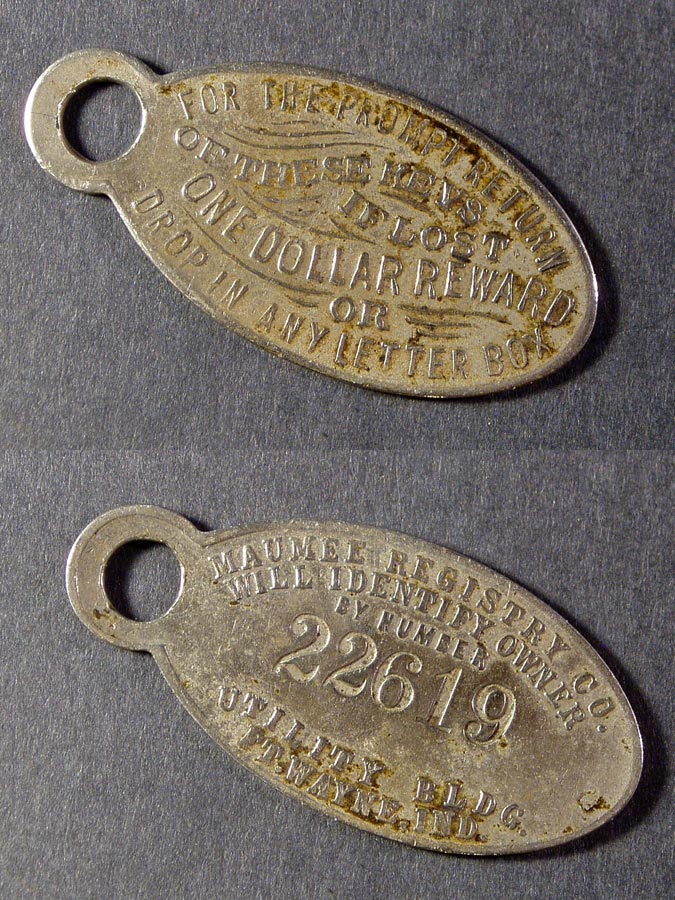 FOR THE PROMPT RETURN
OF THESE KEYS
IF LOST
ONE DOLLAR REWARD
OR
DROP IN ANY LETTER BOX
MAUMEE REGISTRY CO.
WILL IDENTIFY OWNER
BY NUMBER
22619
UTILITY BLDG.
FT. WAYNE, IND.